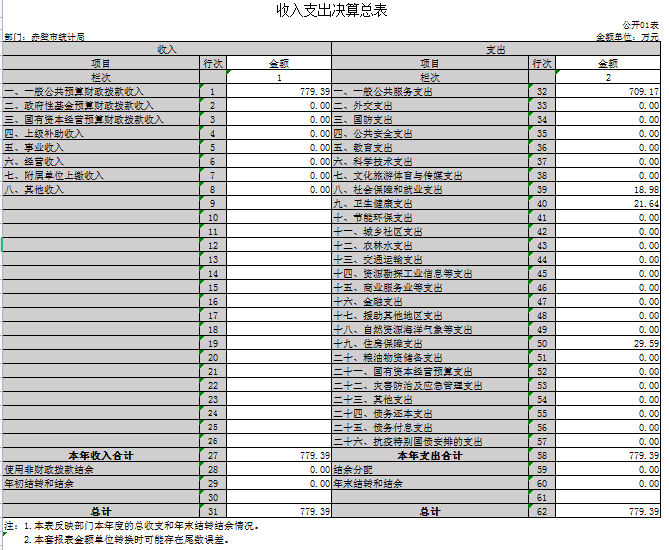 收入支出决算总表
公开01表
部门：赤壁市统计局 金额单位：万元
收入 支出
项目 行次 金额 项目 行次 金额
栏次 1 栏次 2
一、一般公共预算财政拨款收入 1 779.39 一、一般公共服务支出 32 709.17
二、政府性基金预算财政拨款收入 2 0.00 二、外交支出 33 0.00
三、国有资本经营预算财政拨款收入 3 0.00 三、国防支出 34 0.00
四、上级补助收入 4 0.00 四、公共安全支出 35 0.00
五、事业收入 5 0.00 五、教育支出 36 0.00
六、经营收入 6 0.00 六、科学技术支出 37 0.00
七、附属单位上缴收入 7 0.00 七、文化旅游体育与传媒支出 38 0.00
八、其他收入 8 0.00 八、社会保障和就业支出 39 18.98
9 九、卫生健康支出 40 21.64
10 十、节能环保支出 41 0.00
11 十一、城乡社区支出 42 0.00
12 十二、农林水支出 43 0.00
13 十三、交通运输支出 44 0.00
14 十四、资源勘探工业信息等支出 45 0.00
15 十五、商业服务业等支出 46 0.00
16 十六、金融支出 47 0.00
17 十七、援助其他地区支出 48 0.00
18 十八、自然资源海洋气象等支出 49 0.00
19 十九、住房保障支出 50 29.59
20 二十、粮油物资储备支出 51 0.00
21 二十一、国有资本经营预算支出 52 0.00
22 二十二、灾害防治及应急管理支出 53 0.00
23 二十三、其他支出 54 0.00
24 二十四、债务还本支出 55 0.00
25 二十五、债务付息支出 56 0.00
26 二十六、抗疫特别国债安排的支出 57 0.00
本年收入合计 27 779.39 本年支出合计 58 779.39
使用非财政拨款结余 28 0.00 结余分配 59 0.00
年初结转和结余 29 0.00 年末结转和结余 60 0.00
30 61
总计 31 779.39 总计 62 779.39
注：1.本表反映部门本年度的总收支和年末结转结余情况。
2.本套报表金额单位转换时可能存在尾数误差。